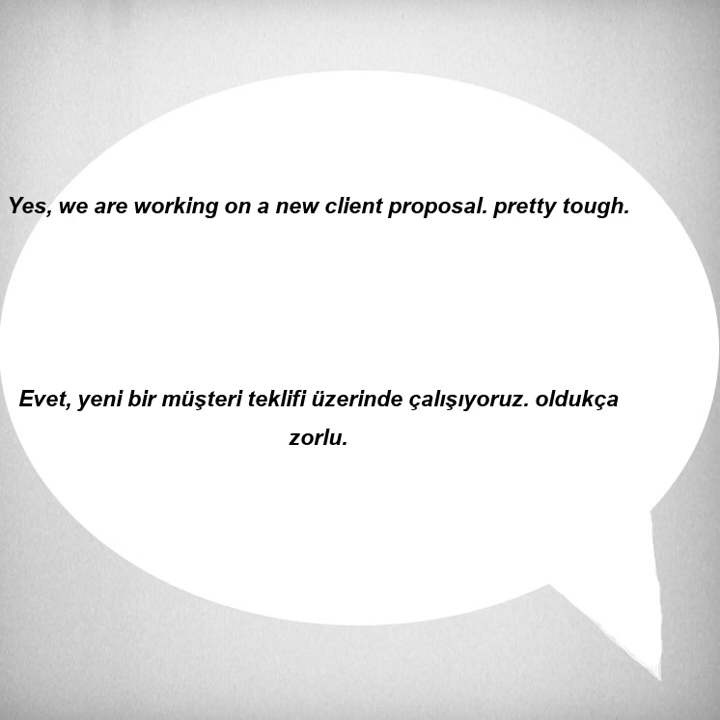 Yes, we are working on a new client proposal. pretty tough.
Evet, yeni bir müşteri teklifi üzerinde çalışıyoruz. oldukça
zorlu.